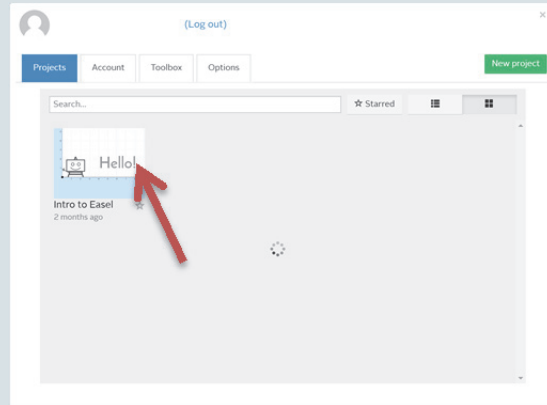 (Log out)
×
Projects
Account
Toolbox
Options
New project
Search...
☆ Starred
Hello!
Intro to Easel
2 months ago